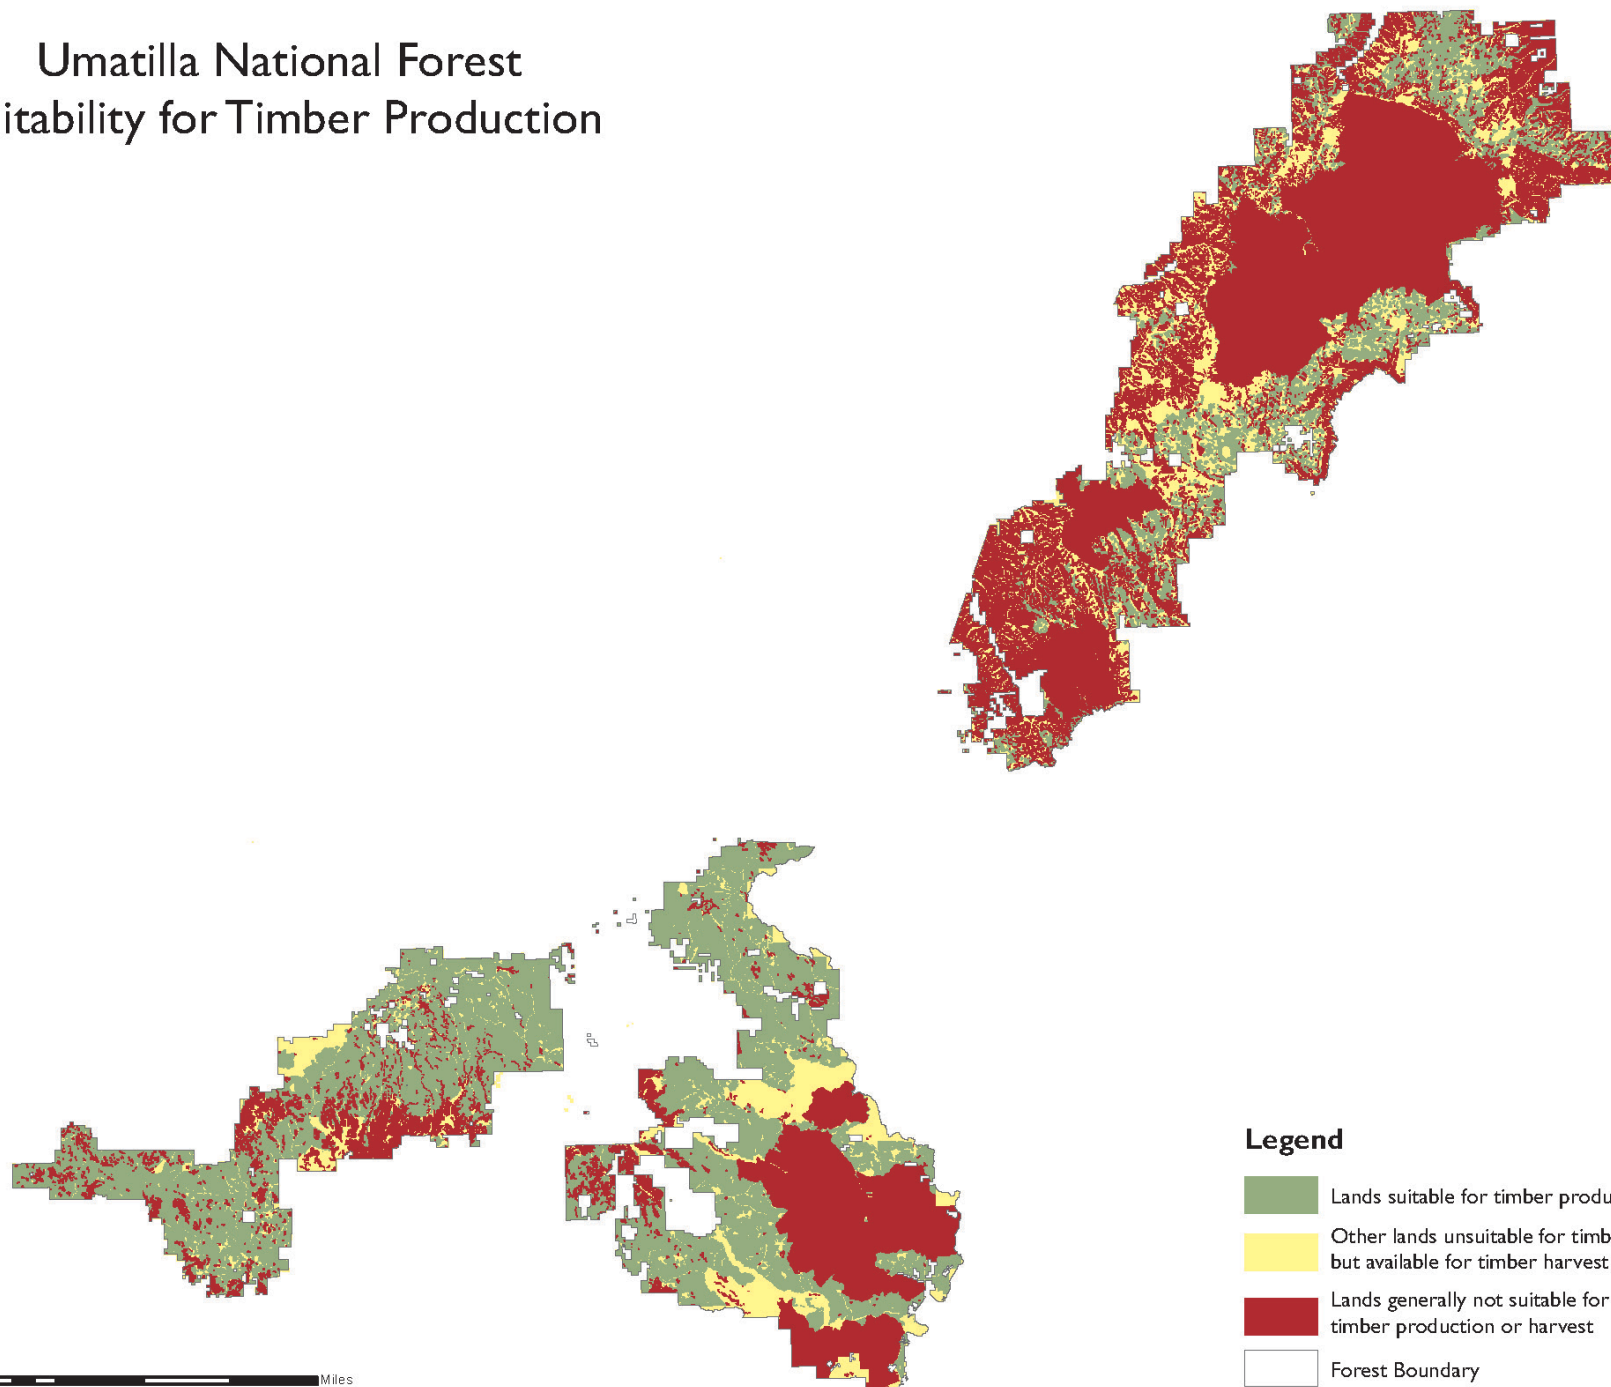 Umatilla National Forest
itability for Timber Production
Legend
Lands suitable for timber produ
Other lands unsuitable for timb
but available for timber harvest
Lands generally not suitable for
timber production or harvest
Forest Boundary
Miles